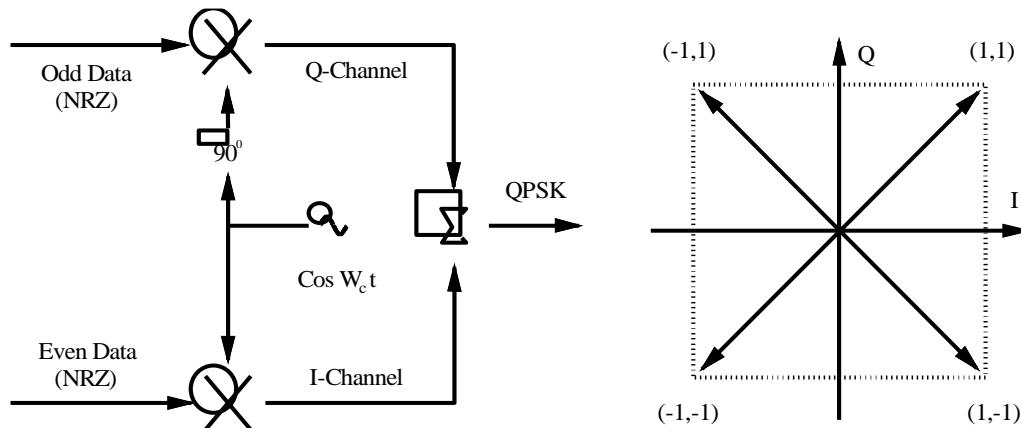 Odd Data
(NRZ)
Q-Channel
90⁰
Cos W_c t
Σ
QPSK
Even Data
(NRZ)
I-Channel
(-1,1)
Q
(1,1)
I
(-1,-1)
(1,-1)